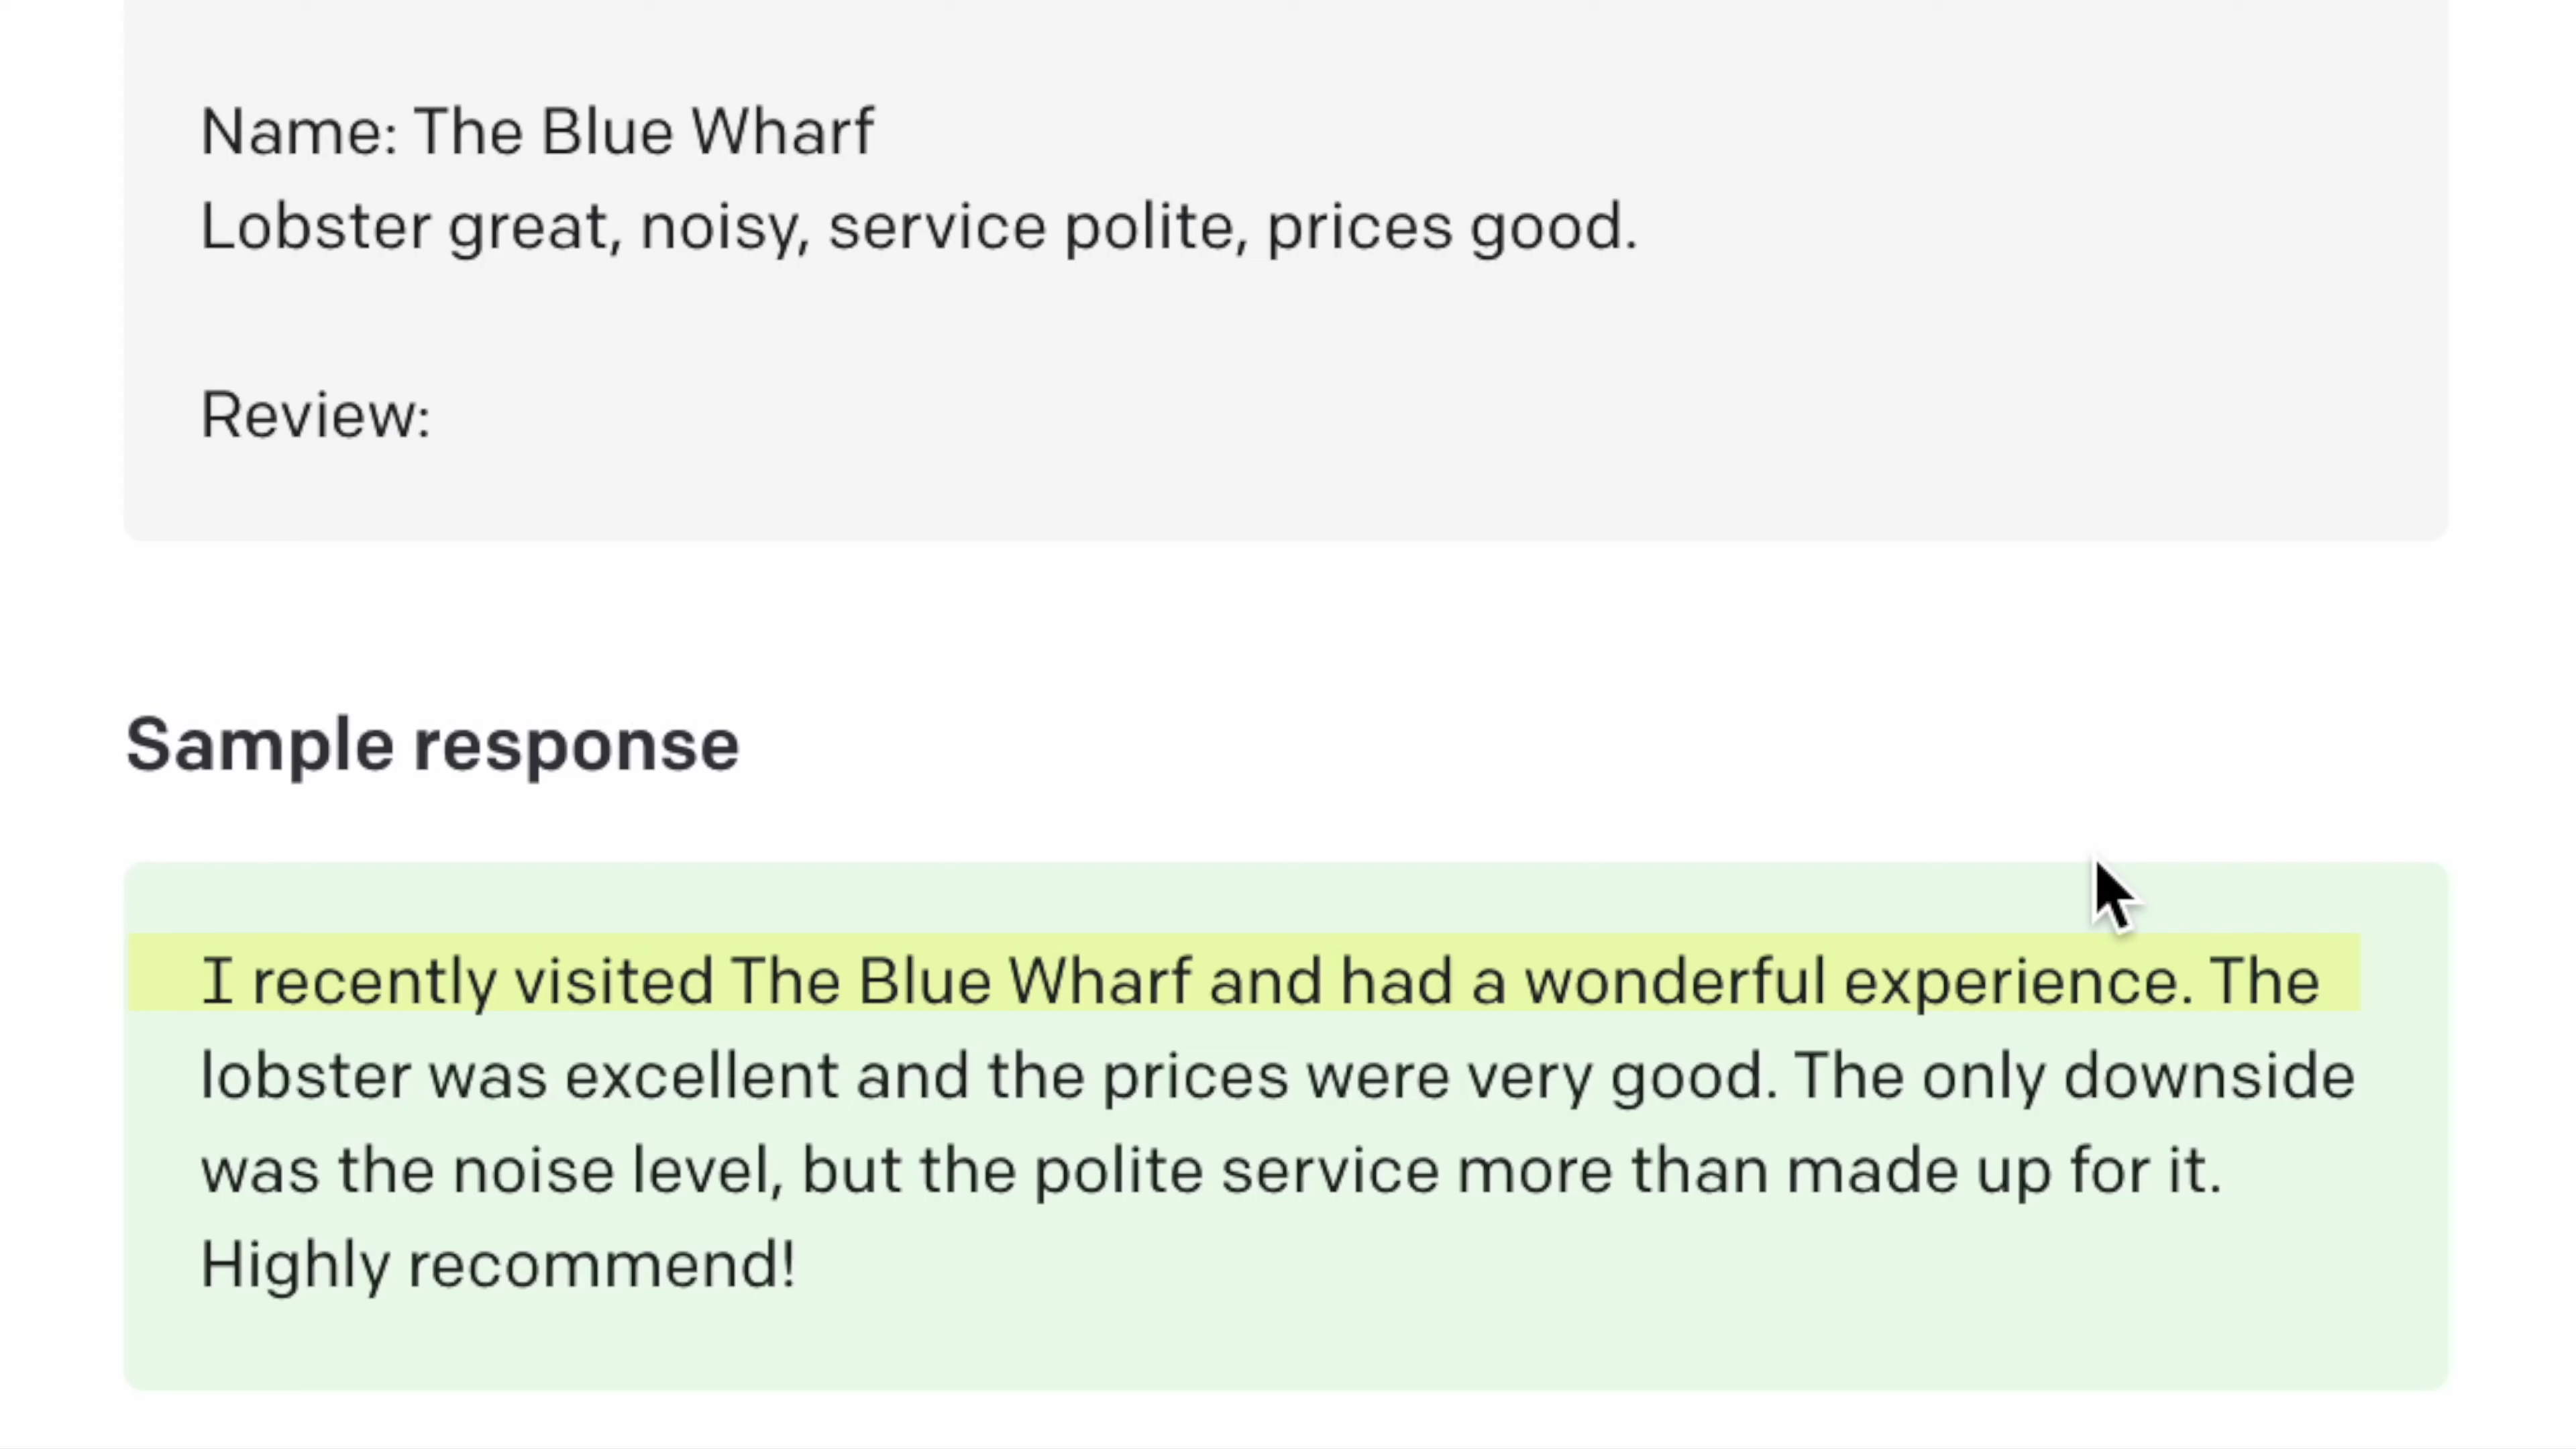 Name: The Blue Wharf
Lobster great, noisy, service polite, prices good.
Review:
Sample response
I recently visited The Blue Wharf and had a wonderful experience. The
lobster was excellent and the prices were very good. The only downside
was the noise level, but the polite service more than made up for it.
Highly recommend!